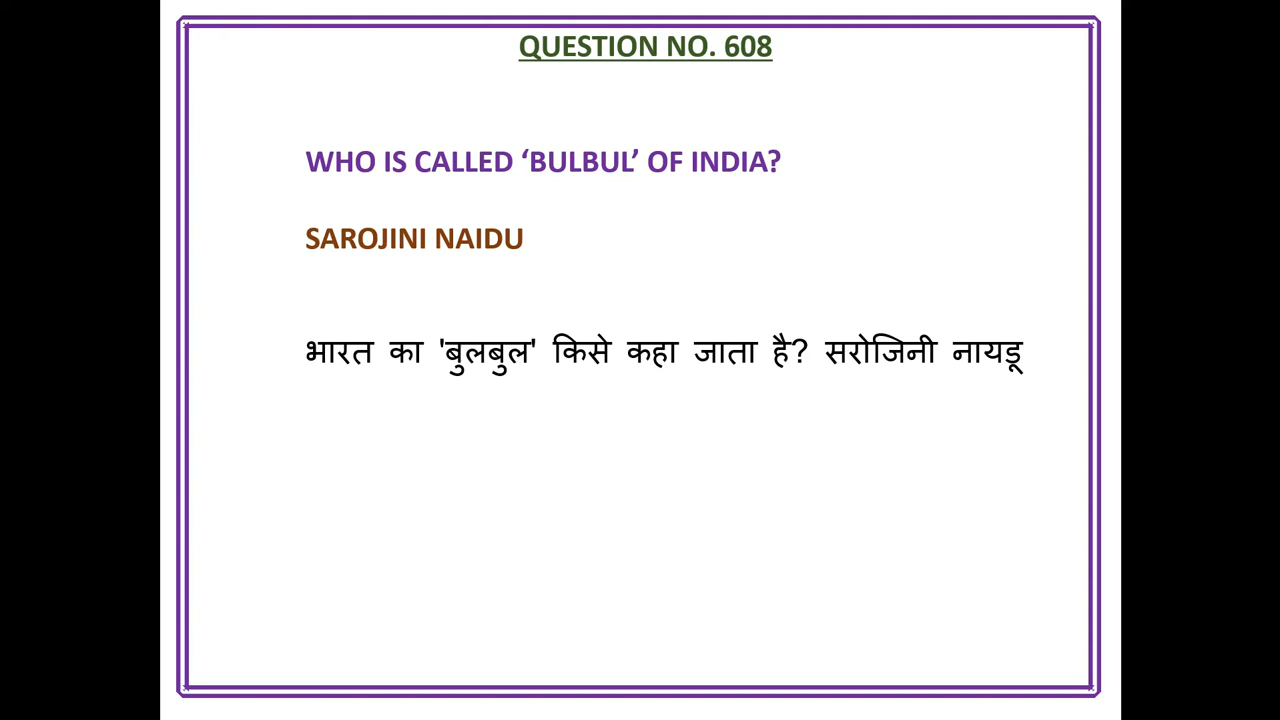 QUESTION NO. 608
WHO IS CALLED ‘BULBUL’ OF INDIA?
SAROJINI NAIDU
भारत का 'बुलबुल' किसे कहा जाता है? सरोजिनी नायडू